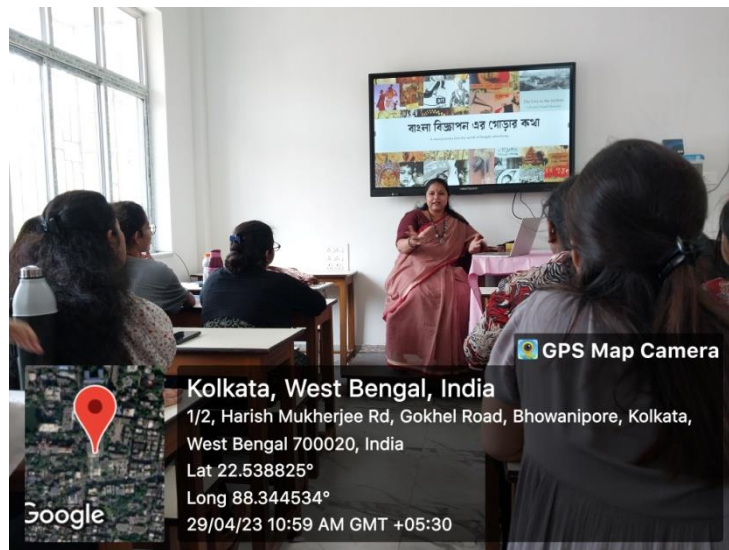 বাংলা বিজ্ঞাপন এর গোড়ার কথা
GPS Map Camera
Kolkata, West Bengal, India
1/2, Harish Mukherjee Rd, Gokhel Road, Bhowanipore, Kolkata,
West Bengal 700020, India
Lat 22.538825°
Long 88.344534°
29/04/23 10:59 AM GMT +05:30
Google